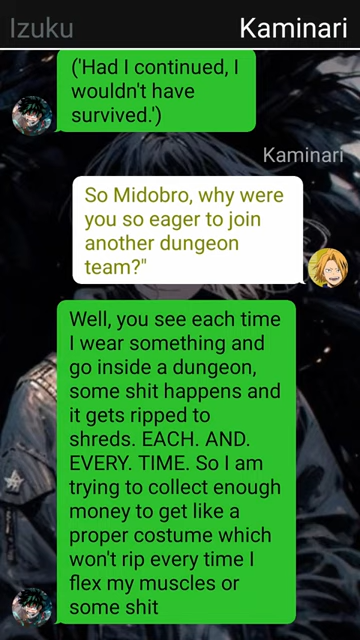 Izuku Kaminari
('Had I continued, I
wouldn't have
survived.')
Kaminari
So Midobro, why were
you so eager to join
another dungeon
team?"
Well, you see each time
I wear something and
go inside a dungeon,
some shit happens and
it gets ripped to
shreds. EACH. AND.
EVERY. TIME. So I am
trying to collect enough
money to get like a
proper costume which
won't rip every time I
flex my muscles or
some shit